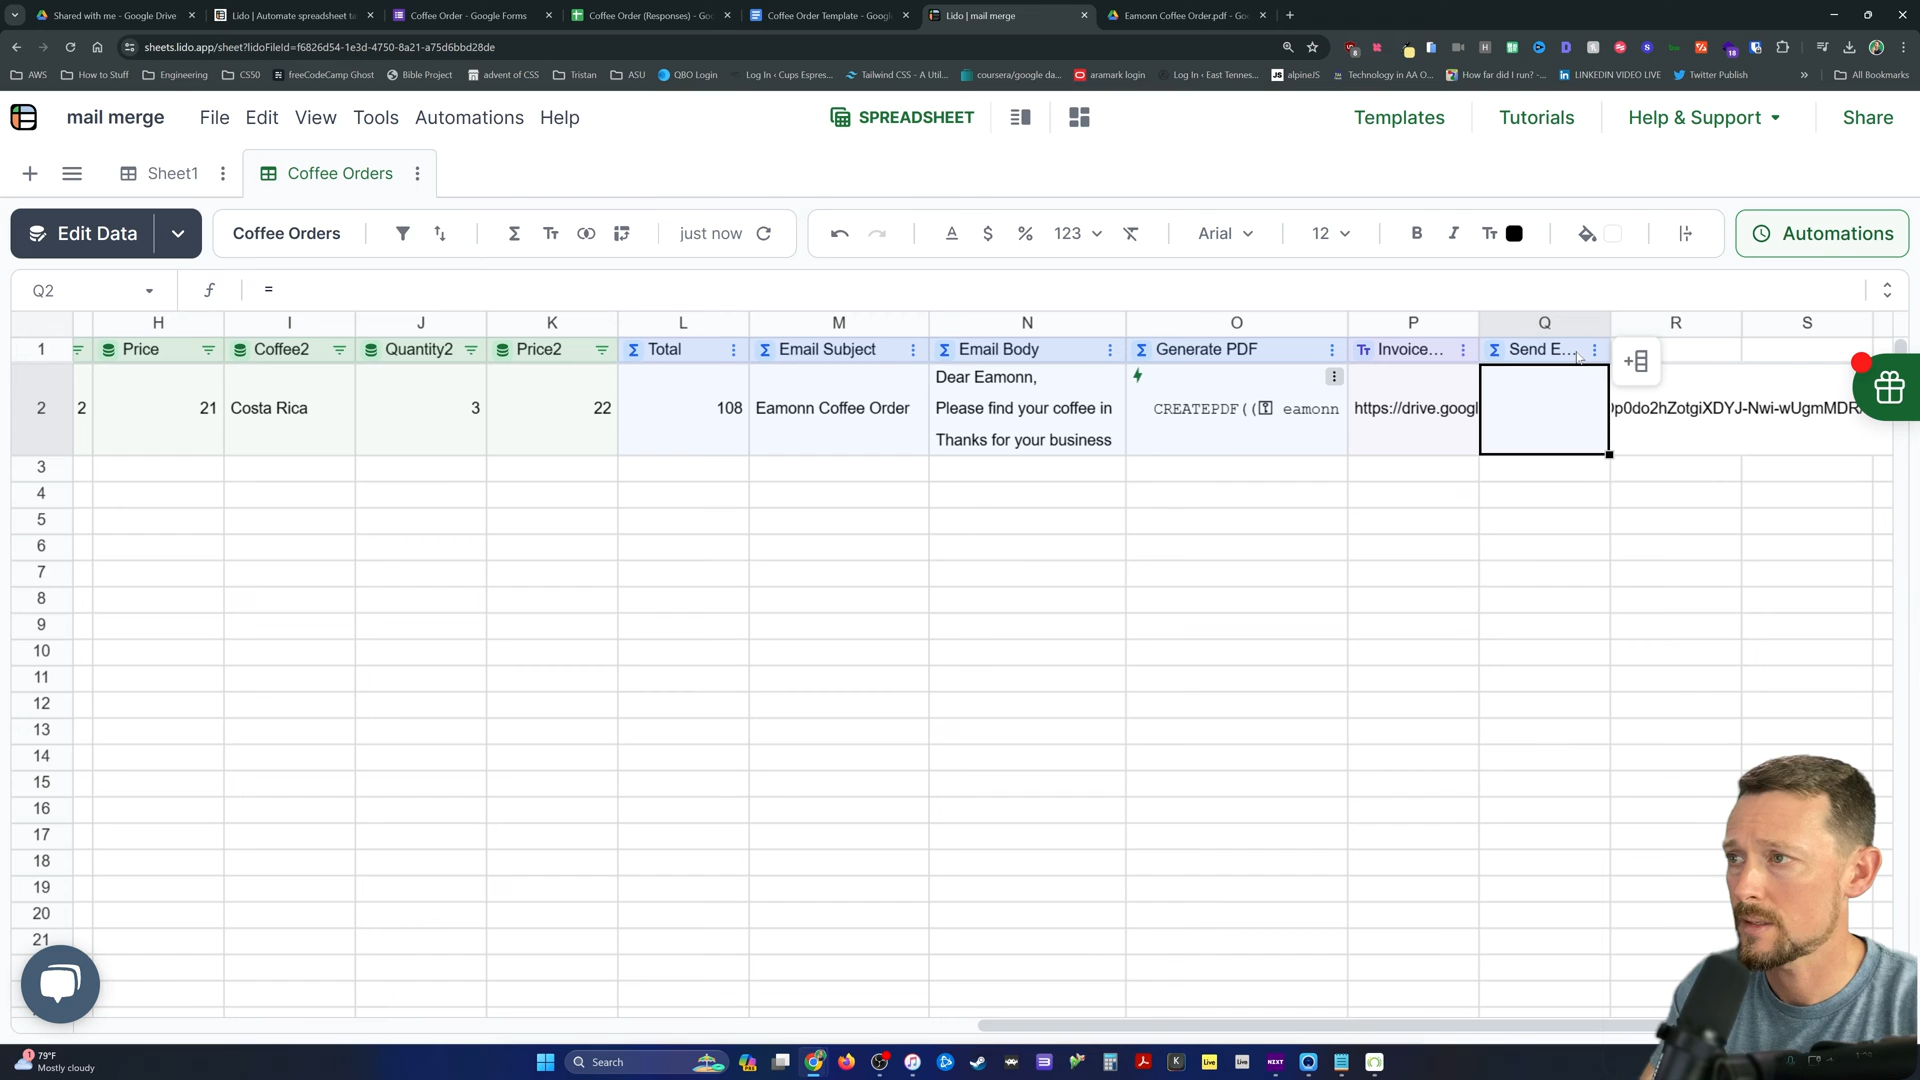 Shared with me - Google Drive
Lido | Automate spreadsheet ta
Coffee Order - Google Forms
Coffee Order (Responses) - Goo
Coffee Order Template - Google
Lido | mail merge
Eamonn Coffee Order.pdf - Goo
sheets.lido.app/sheet?lidoFileId=f6826d54-1e3d-4750-8a21-a75d6bbd28de
AWS
How to Stuff
Engineering
CS50
freeCodeCamp Ghost
Bible Project
advent of CSS
Tristan
ASU
QBO Login
Log In ‹ Cups Espres...
Tailwind CSS - A Util...
coursera/google da...
aramark login
Log In ‹ East Tennes...
alpineJS
Technology in AA O...
How far did I run? -...
LINKEDIN VIDEO LIVE
Twitter Publish
All Bookmarks
mail merge
File Edit View Tools Automations Help
SPREADSHEET
Templates
Tutorials
Help & Support
Share
Sheet1
Coffee Orders
Edit Data
Coffee Orders
just now
$ % 123
Arial
12
B I Tт
Automations
Q2
=
H I J K L M N O P Q R S
1 Price Coffee2 Quantity2 Price2 Total Email Subject Email Body Generate PDF Invoice... Send E...
Dear Eamonn,
2 2 21 Costa Rica 3 22 108 Eamonn Coffee Order Please find your coffee in CREATEPDF(( eamonn https://drive.googl p0do2hZotgiXDYJ-Nwi-wUgmMDR
Thanks for your business
3
4
5
6
7
8
9
10
11
12
13
14
15
16
17
18
19
20
21
79°F
Mostly cloudy
Search